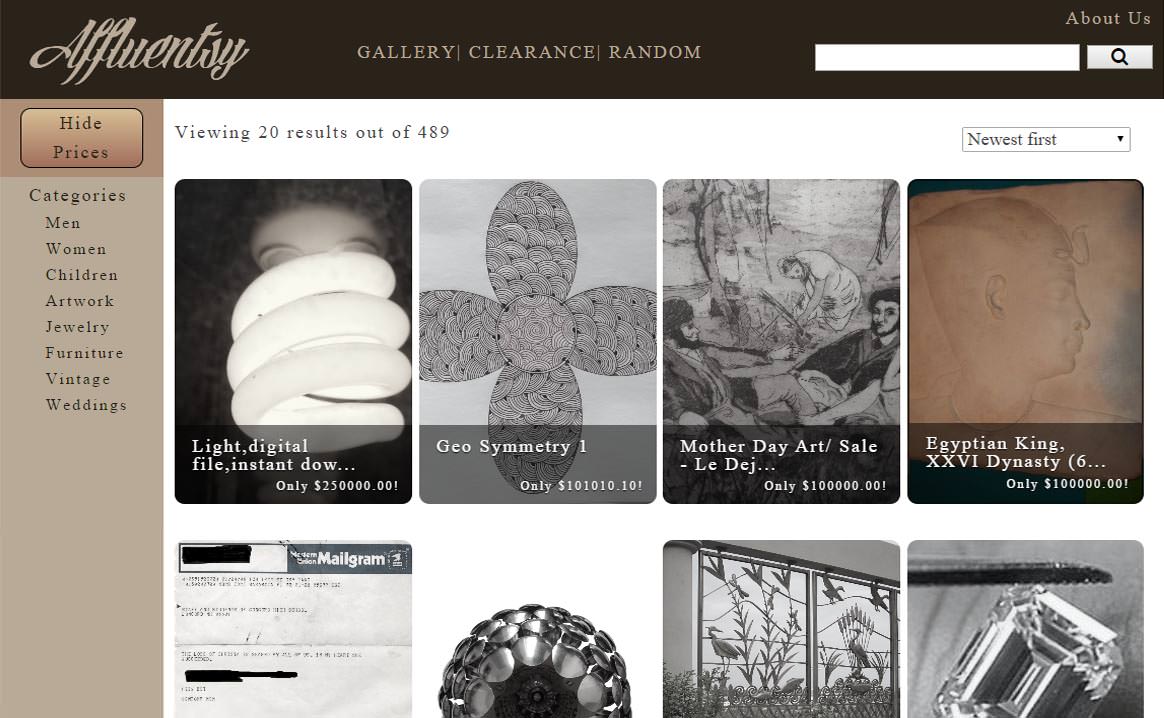 Affluentsy
About Us
GALLERY| CLEARANCE| RANDOM
Hide
Prices
Viewing 20 results out of 489
Newest first
Categories
Men
Women
Children
Artwork
Jewelry
Furniture
Vintage
Weddings
Light,digital
file,instant dow...
Only $250000.00!
Geo Symmetry 1
Only $101010.10!
Mother Day Art/ Sale
- Le Dej...
Only $100000.00!
Egyptian King,
XXVI Dynasty (6...
Only $100000.00!
Mailgram